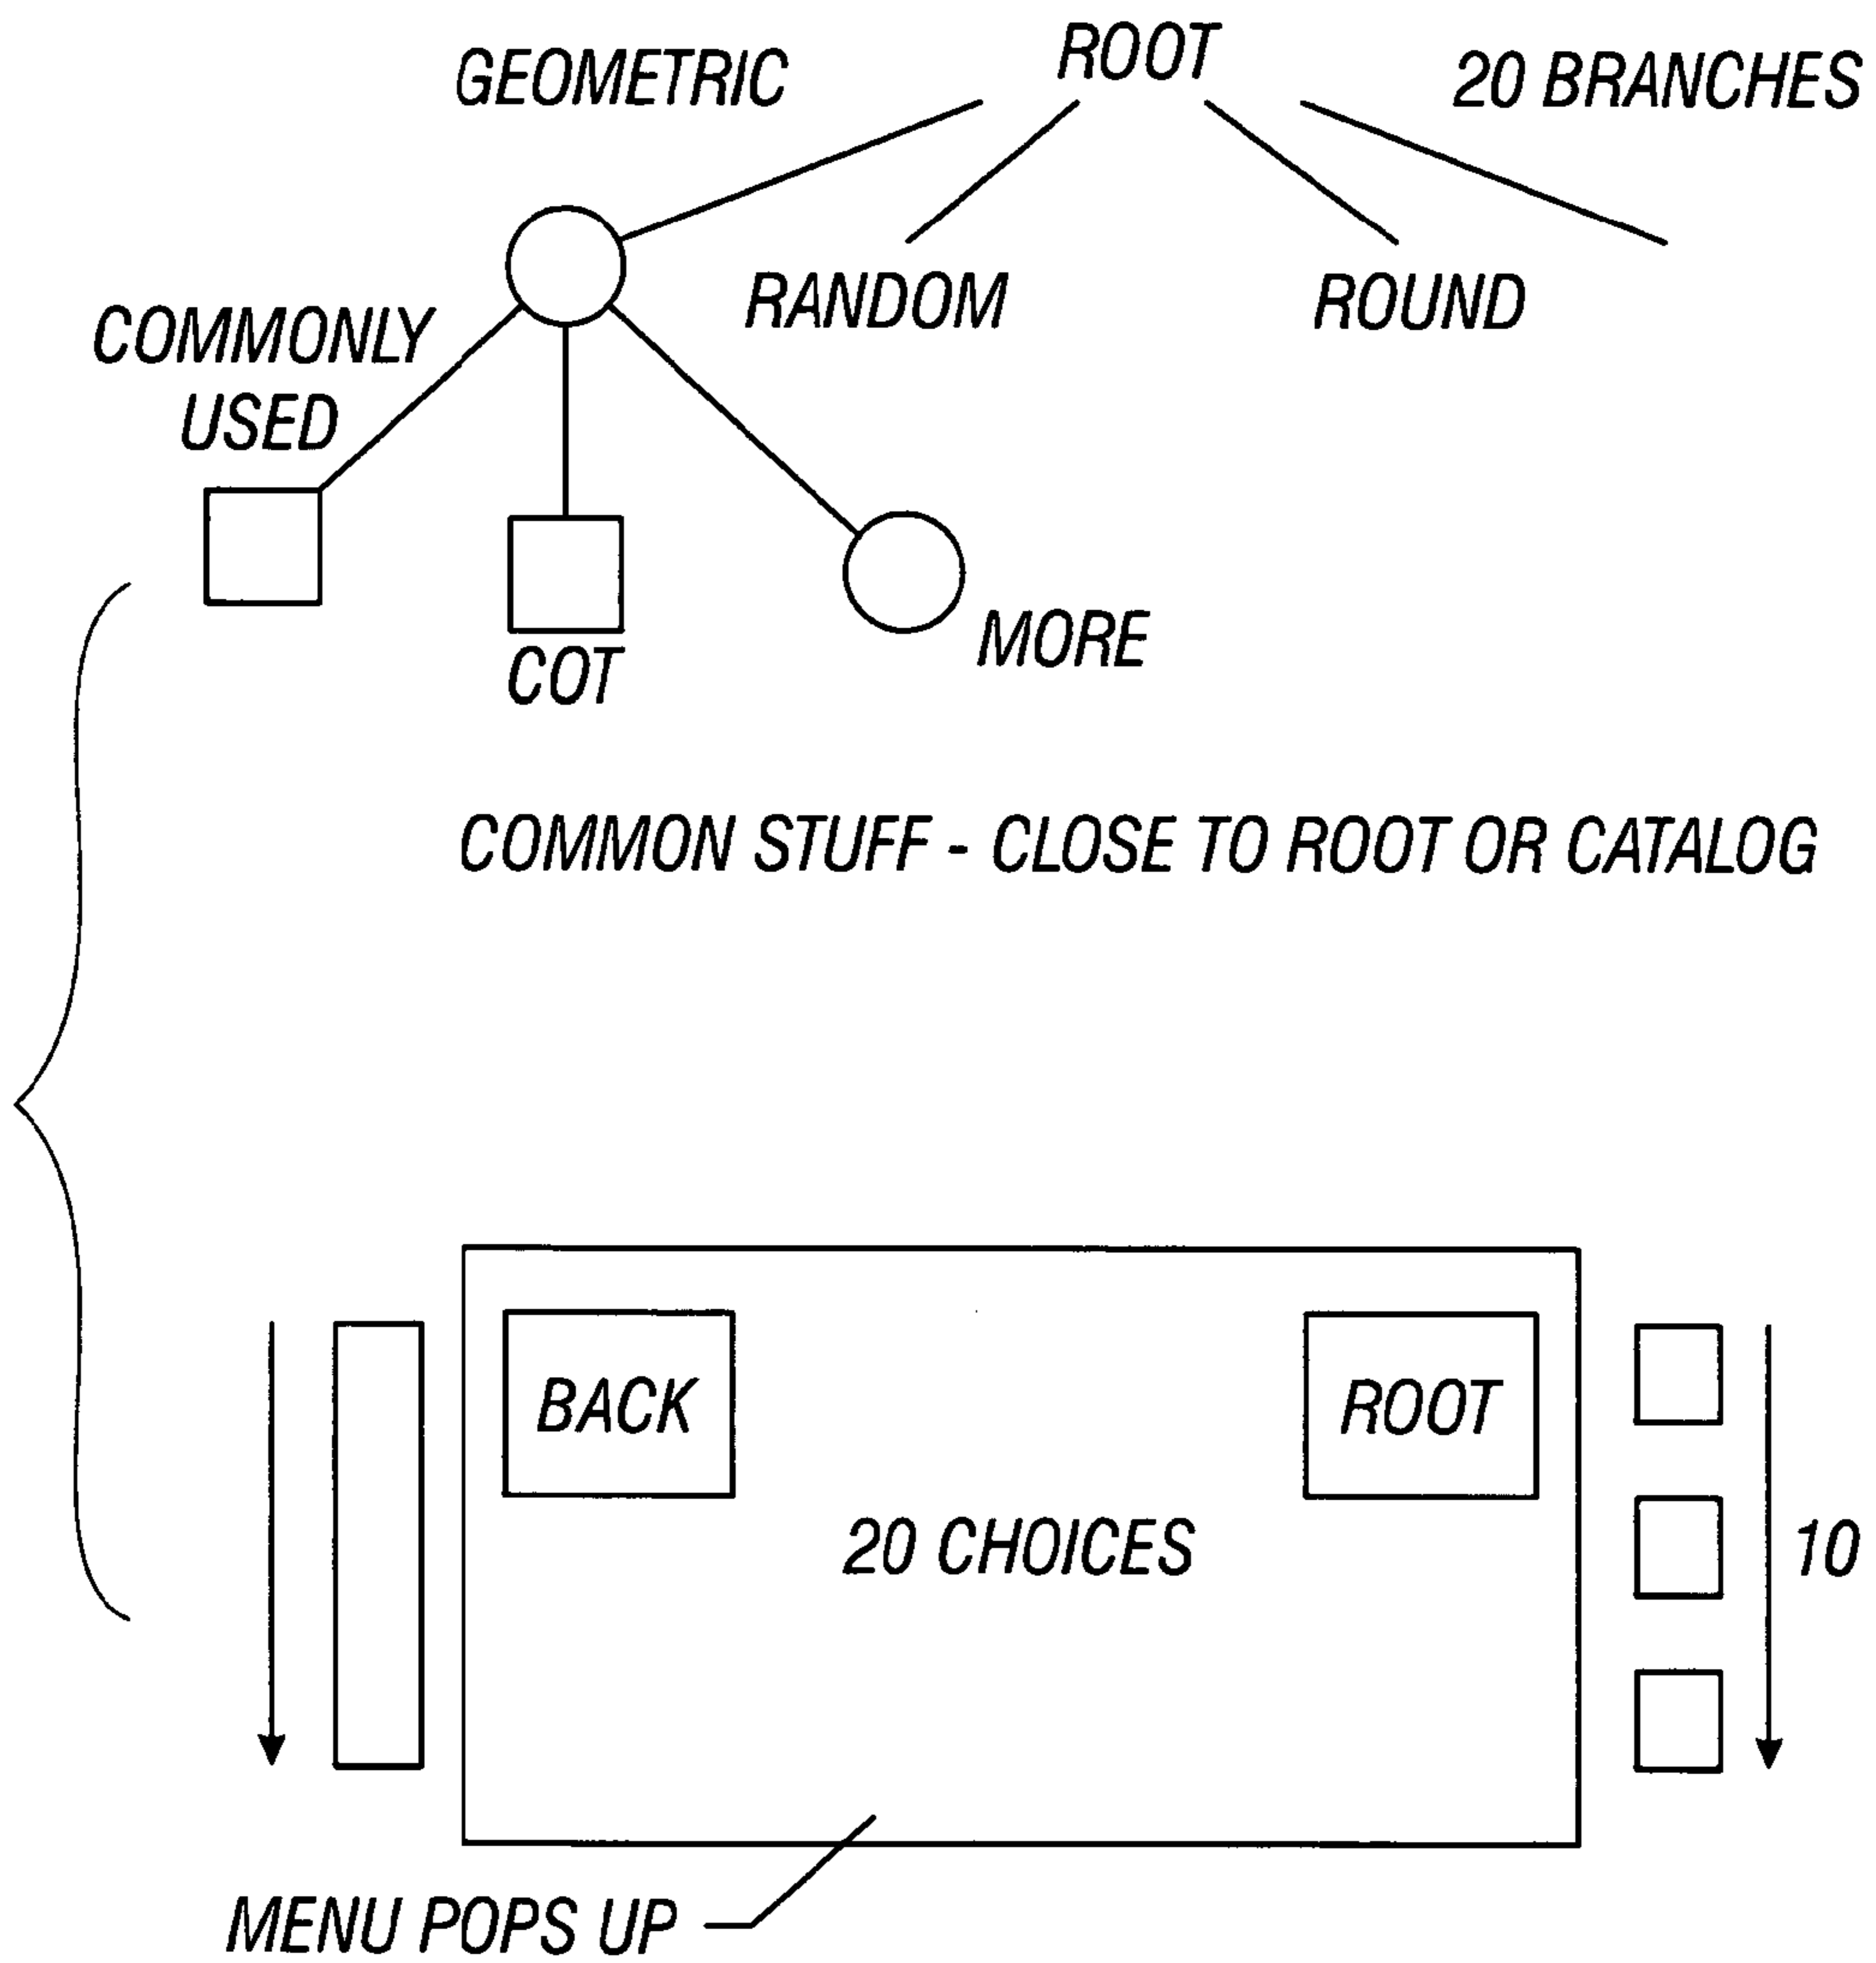 GEOMETRIC
ROOT
20 BRANCHES
COMMONLY
USED
RANDOM
ROUND
COT
MORE
COMMON STUFF - CLOSE TO ROOT OR CATALOG
BACK
ROOT
20 CHOICES
10
MENU POPS UP